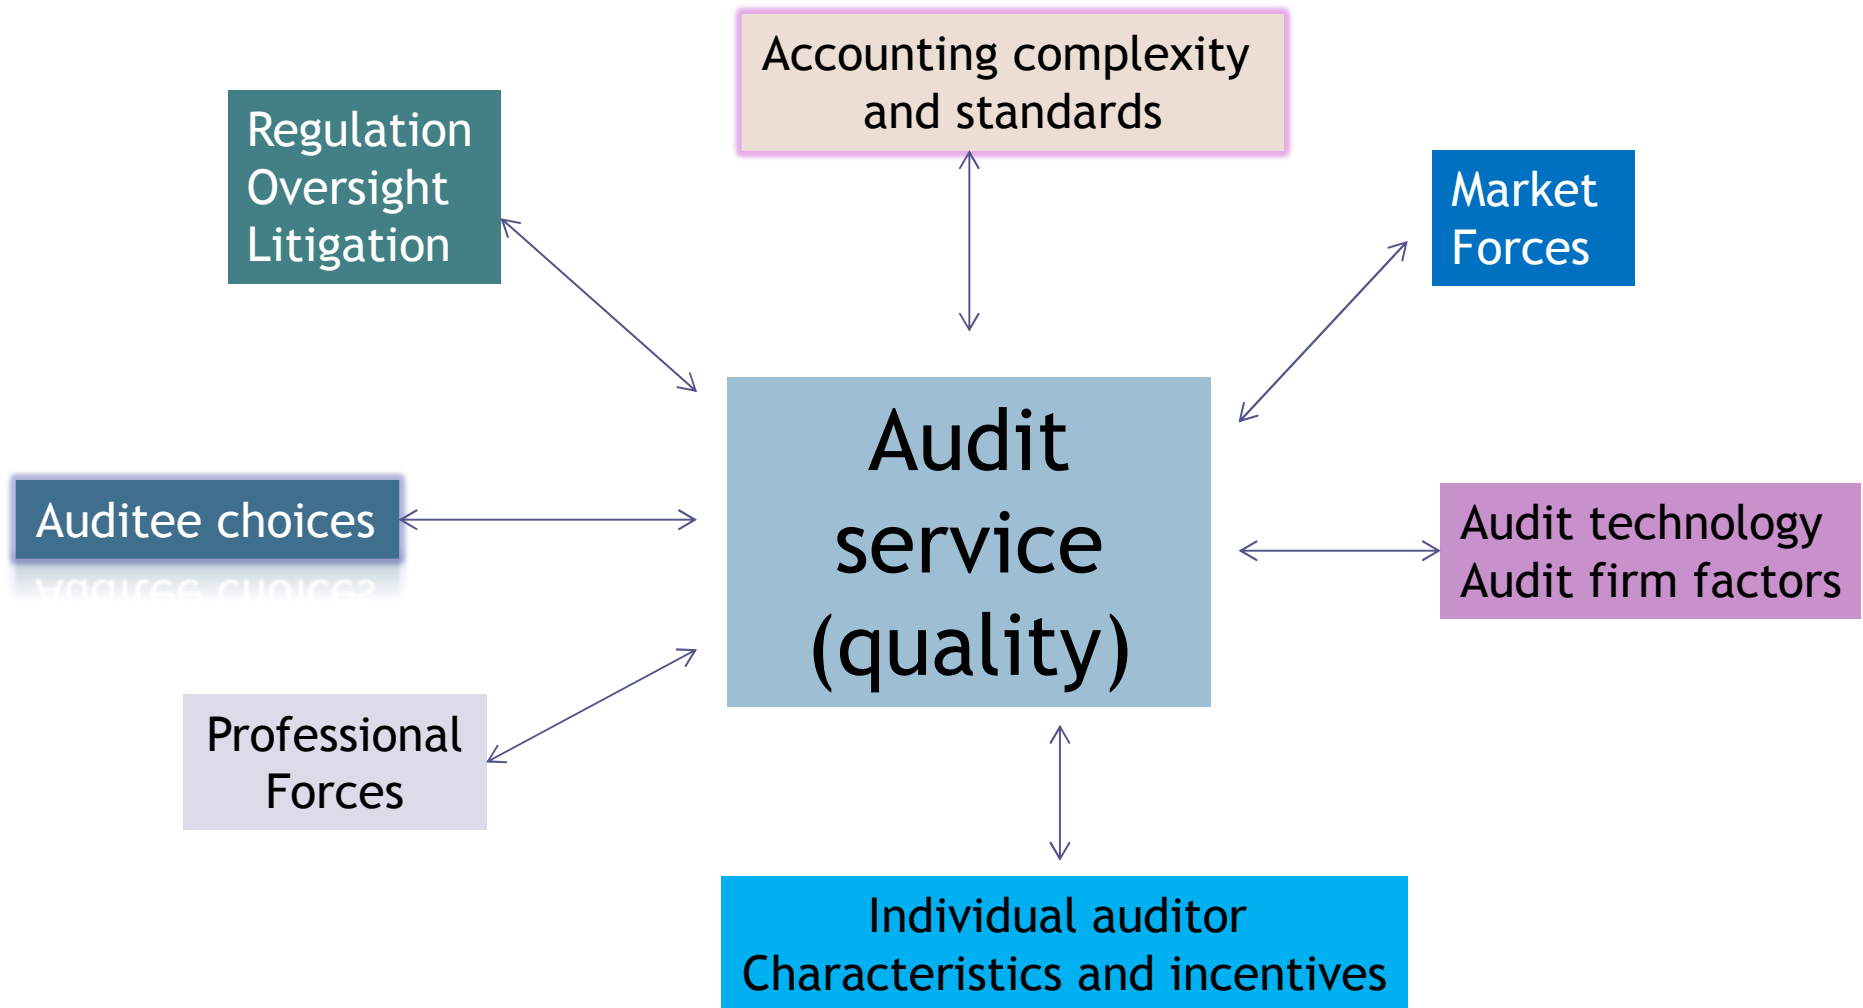 Accounting complexity
and standards
Regulation
Oversight
Litigation
Market
Forces
Audit
service
(quality)
Auditee choices
Audit technology
Audit firm factors
Professional
Forces
Individual auditor
Characteristics and incentives